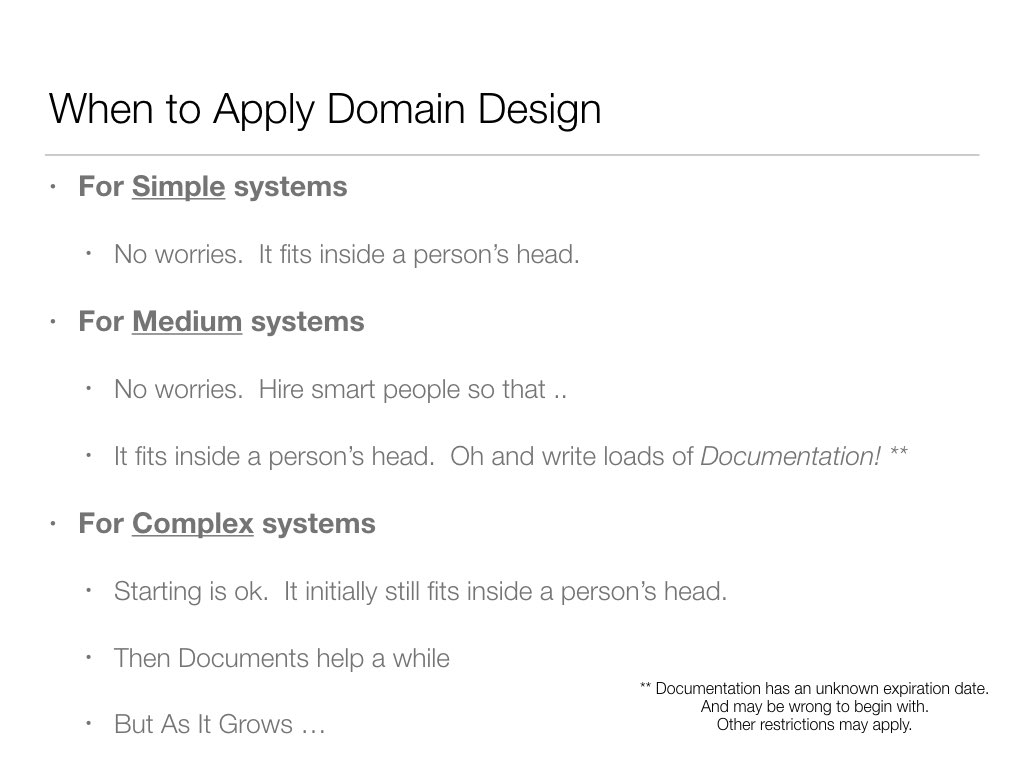 When to Apply Domain Design
• For Simple systems
• No worries.  It fits inside a person’s head.
• For Medium systems
• No worries.  Hire smart people so that ..
• It fits inside a person’s head.  Oh and write loads of Documentation! **
• For Complex systems
• Starting is ok.  It initially still fits inside a person’s head.
• Then Documents help a while
• But As It Grows …
** Documentation has an unknown expiration date.
And may be wrong to begin with.
Other restrictions may apply.